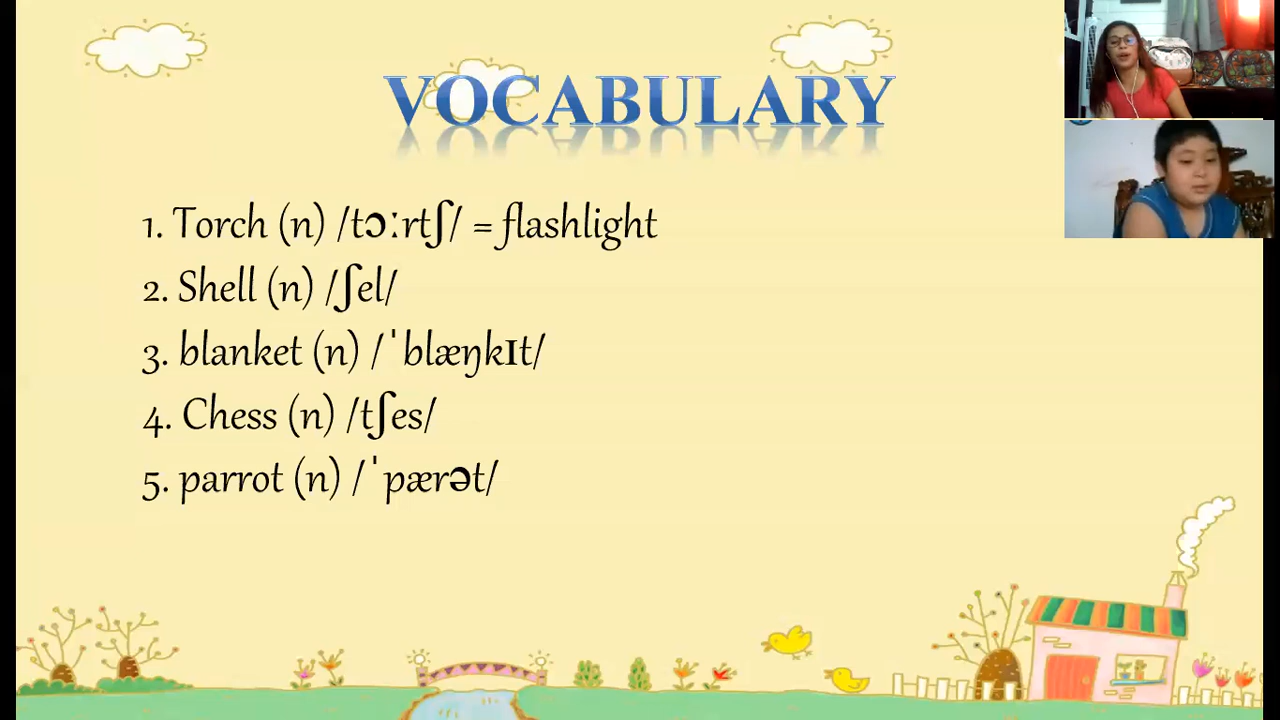 VOCABULARY
1. Torch (n) /tɔːrtʃ/ = flashlight
2. Shell (n) /ʃel/
3. blanket (n) /ˈblæŋkɪt/
4. Chess (n) /tʃes/
5. parrot (n) /ˈpærət/